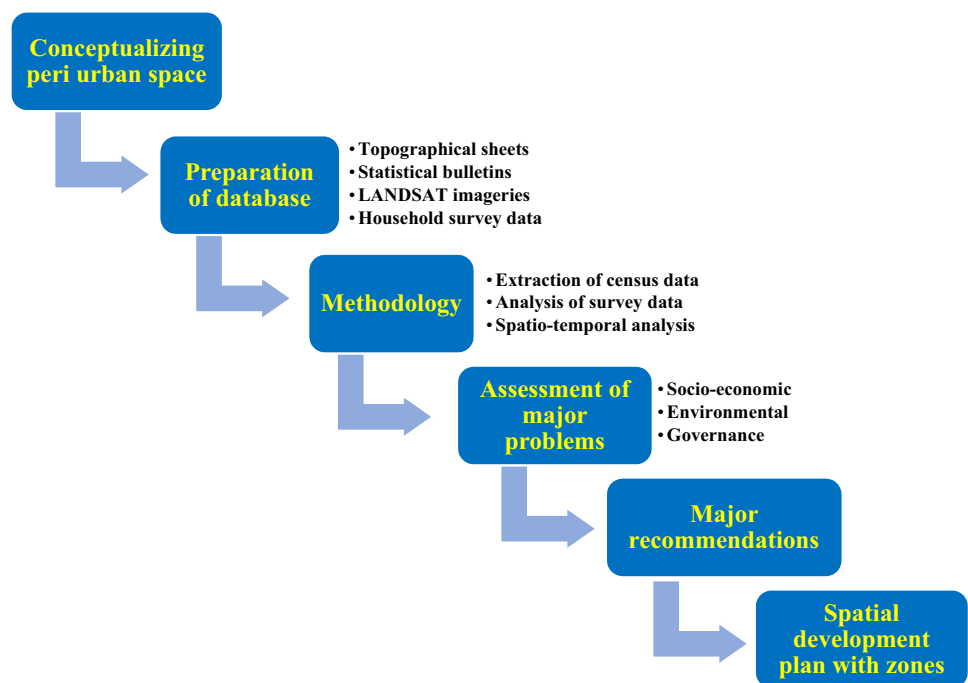 Conceptualizing
peri urban space
Preparation
of database
• Topographical sheets
• Statistical bulletins
• LANDSAT imageries
• Household survey data
Methodology
• Extraction of census data
• Analysis of survey data
• Spatio-temporal analysis
Assessment of
major
problems
• Socio-economic
• Environmental
• Governance
Major
recommendations
Spatial
development
plan with zones